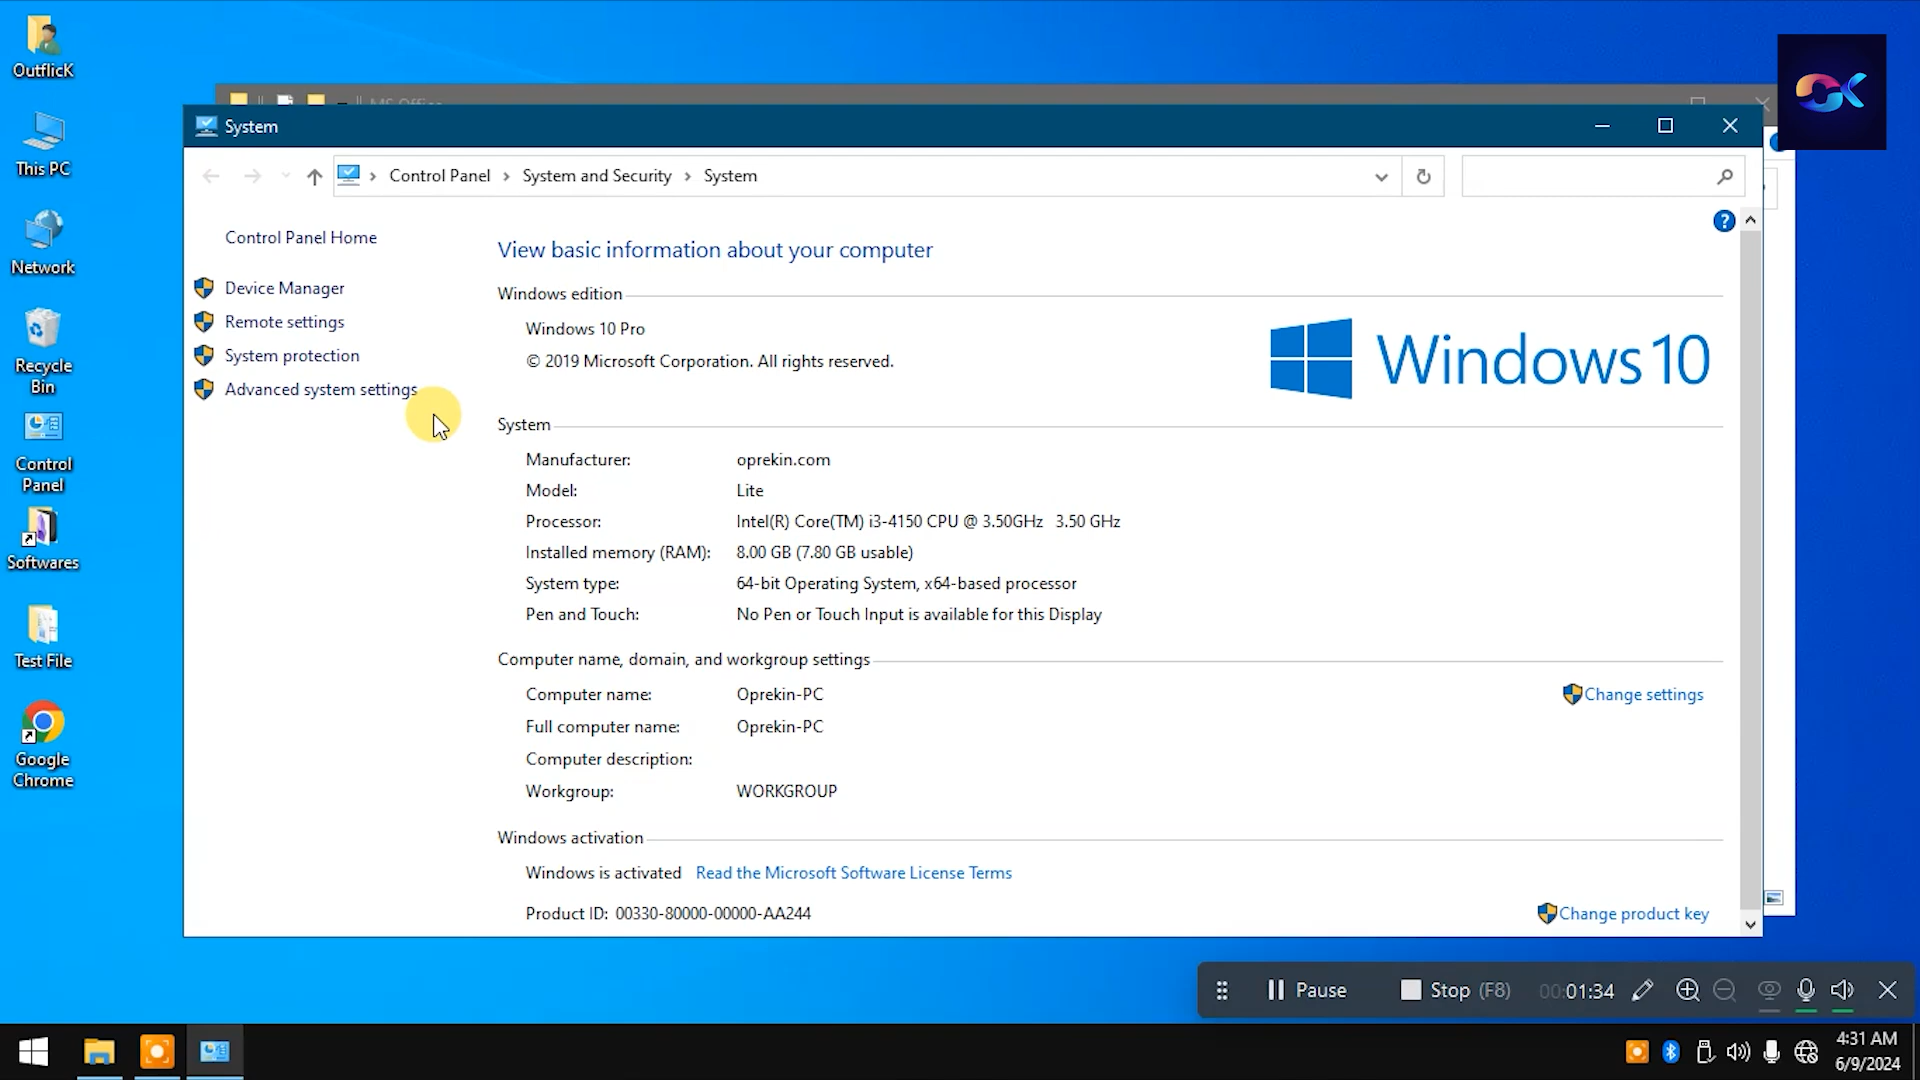 OutflicK
This PC
Network
Recycle
Bin
Control
Panel
Softwares
Test File
Google
Chrome
MS Office
System
Control Panel > System and Security > System
Control Panel Home
Device Manager
Remote settings
System protection
Advanced system settings
View basic information about your computer
Windows edition
Windows 10 Pro
© 2019 Microsoft Corporation. All rights reserved.
Windows 10
System
Manufacturer: oprekin.com
Model: Lite
Processor: Intel(R) Core(TM) i3-4150 CPU @ 3.50GHz 3.50 GHz
Installed memory (RAM): 8.00 GB (7.80 GB usable)
System type: 64-bit Operating System, x64-based processor
Pen and Touch: No Pen or Touch Input is available for this Display
Computer name, domain, and workgroup settings
Computer name: Oprekin-PC
Change settings
Full computer name: Oprekin-PC
Computer description:
Workgroup: WORKGROUP
Windows activation
Windows is activated Read the Microsoft Software License Terms
Product ID: 00330-80000-00000-AA244
Change product key
Pause Stop (F8) 00:01:34
4:31 AM
6/9/2024